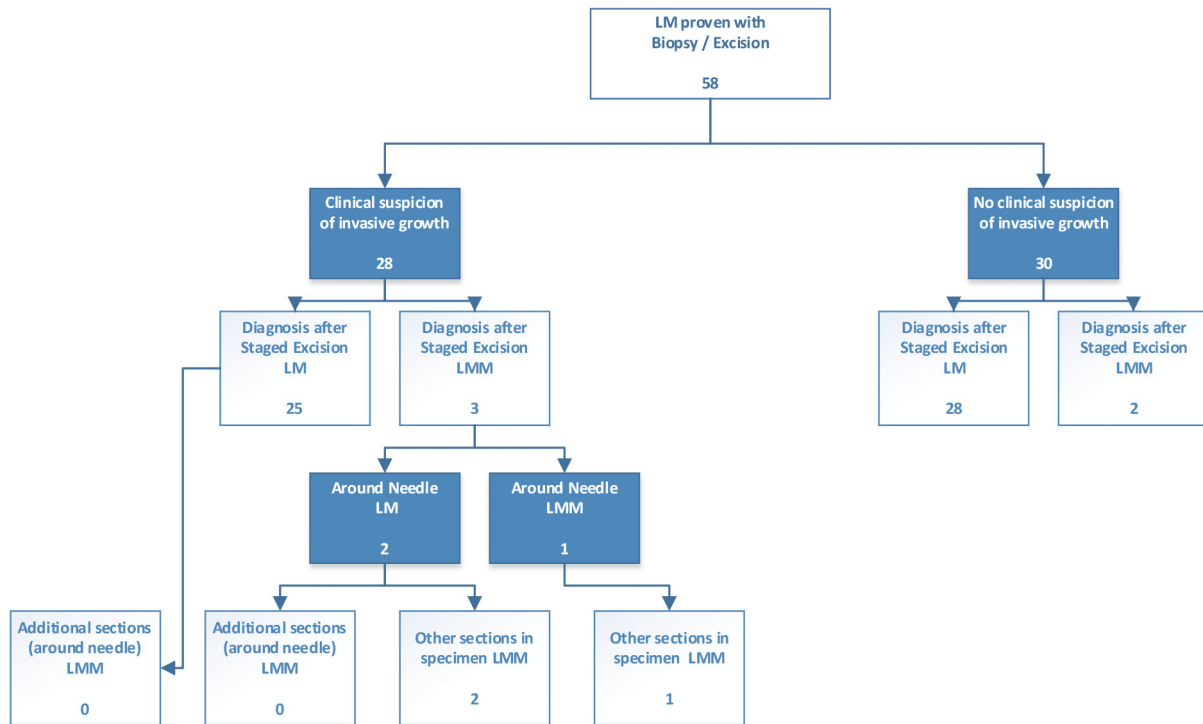 LM proven with
Biopsy / Excision
58
Clinical suspicion
of invasive growth
28
No clinical suspicion
of invasive growth
30
Diagnosis after
Staged Excision
LM
25
Diagnosis after
Staged Excision
LMM
3
Diagnosis after
Staged Excision
LM
28
Diagnosis after
Staged Excision
LMM
2
Around Needle
LM
2
Around Needle
LMM
1
Additional sections
(around needle)
LMM
0
Additional sections
(around needle)
LMM
0
Other sections in
specimen LMM
2
Other sections in
specimen LMM
1